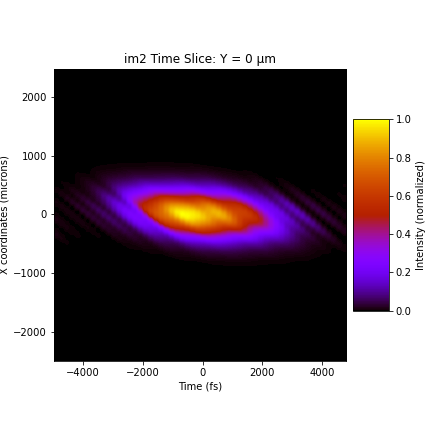 im2 Time Slice: Y = 0 μm
X coordinates (microns)
2000
1000
0
−1000
−2000
−4000 −2000 0 2000 4000
Time (fs)
1.0
0.8
0.6
0.4
0.2
0.0
Intensity (normalized)